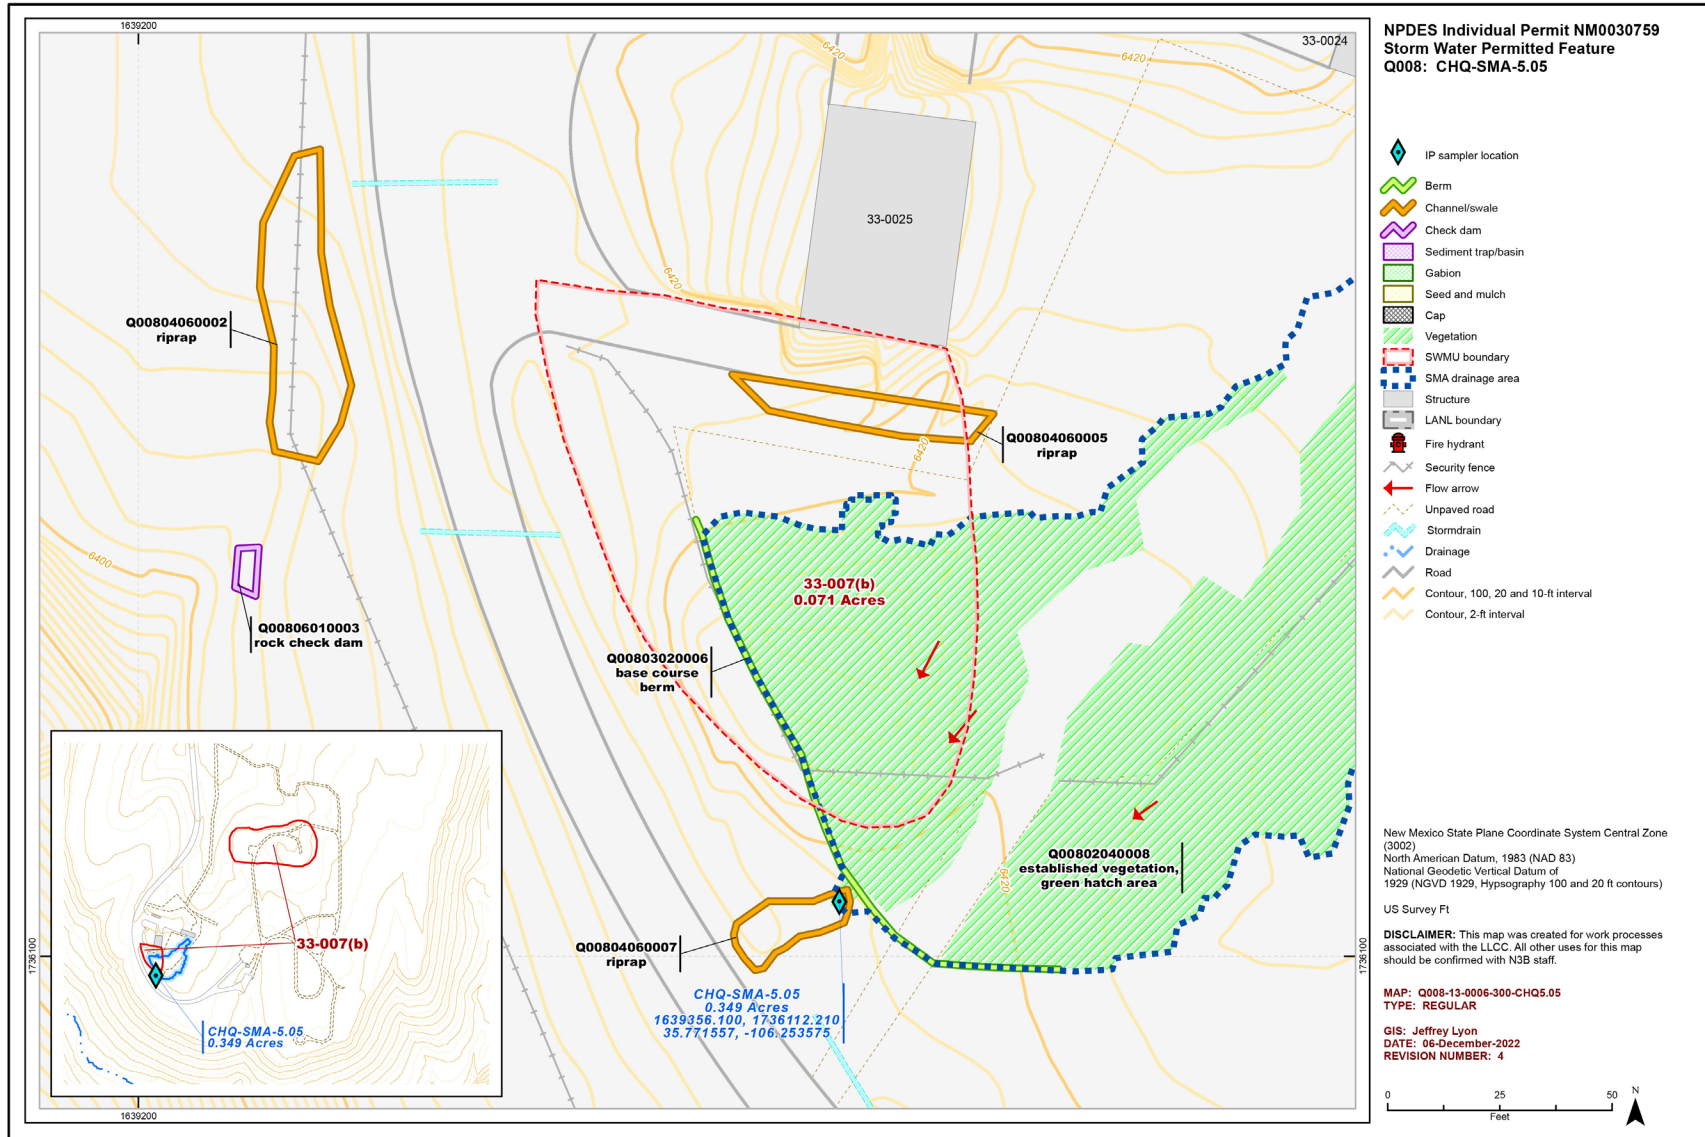 1639200
33-0024
6420
6420
33-0025
6420
Q00804060002
riprap
Q00804060005
riprap
6420
6400
33-007(b)
0.071 Acres
Q00806010003
rock check dam
Q00803020006
base course
berm
Q00802040008
established vegetation,
green hatch area
6420
Q00804060007
riprap
1736100
1736100
CHQ-SMA-5.05
0.349 Acres
1639356.100, 1736112.210
35.771557, -106.253575
33-007(b)
CHQ-SMA-5.05
0.349 Acres
1639200
NPDES Individual Permit NM0030759
Storm Water Permitted Feature
Q008: CHQ-SMA-5.05
IP sampler location
Berm
Channel/swale
Check dam
Sediment trap/basin
Gabion
Seed and mulch
Cap
Vegetation
SWMU boundary
SMA drainage area
Structure
LANL boundary
Fire hydrant
Security fence
Flow arrow
Unpaved road
Stormdrain
Drainage
Road
Contour, 100, 20 and 10-ft interval
Contour, 2-ft interval
New Mexico State Plane Coordinate System Central Zone
(3002)
North American Datum, 1983 (NAD 83)
National Geodetic Vertical Datum of
1929 (NGVD 1929, Hypsography 100 and 20 ft contours)
US Survey Ft
DISCLAIMER: This map was created for work processes
associated with the LLCC. All other uses for this map
should be confirmed with N3B staff.
MAP: Q008-13-0006-300-CHQ5.05
TYPE: REGULAR
GIS: Jeffrey Lyon
DATE: 06-December-2022
REVISION NUMBER: 4
0 25 50
Feet
N